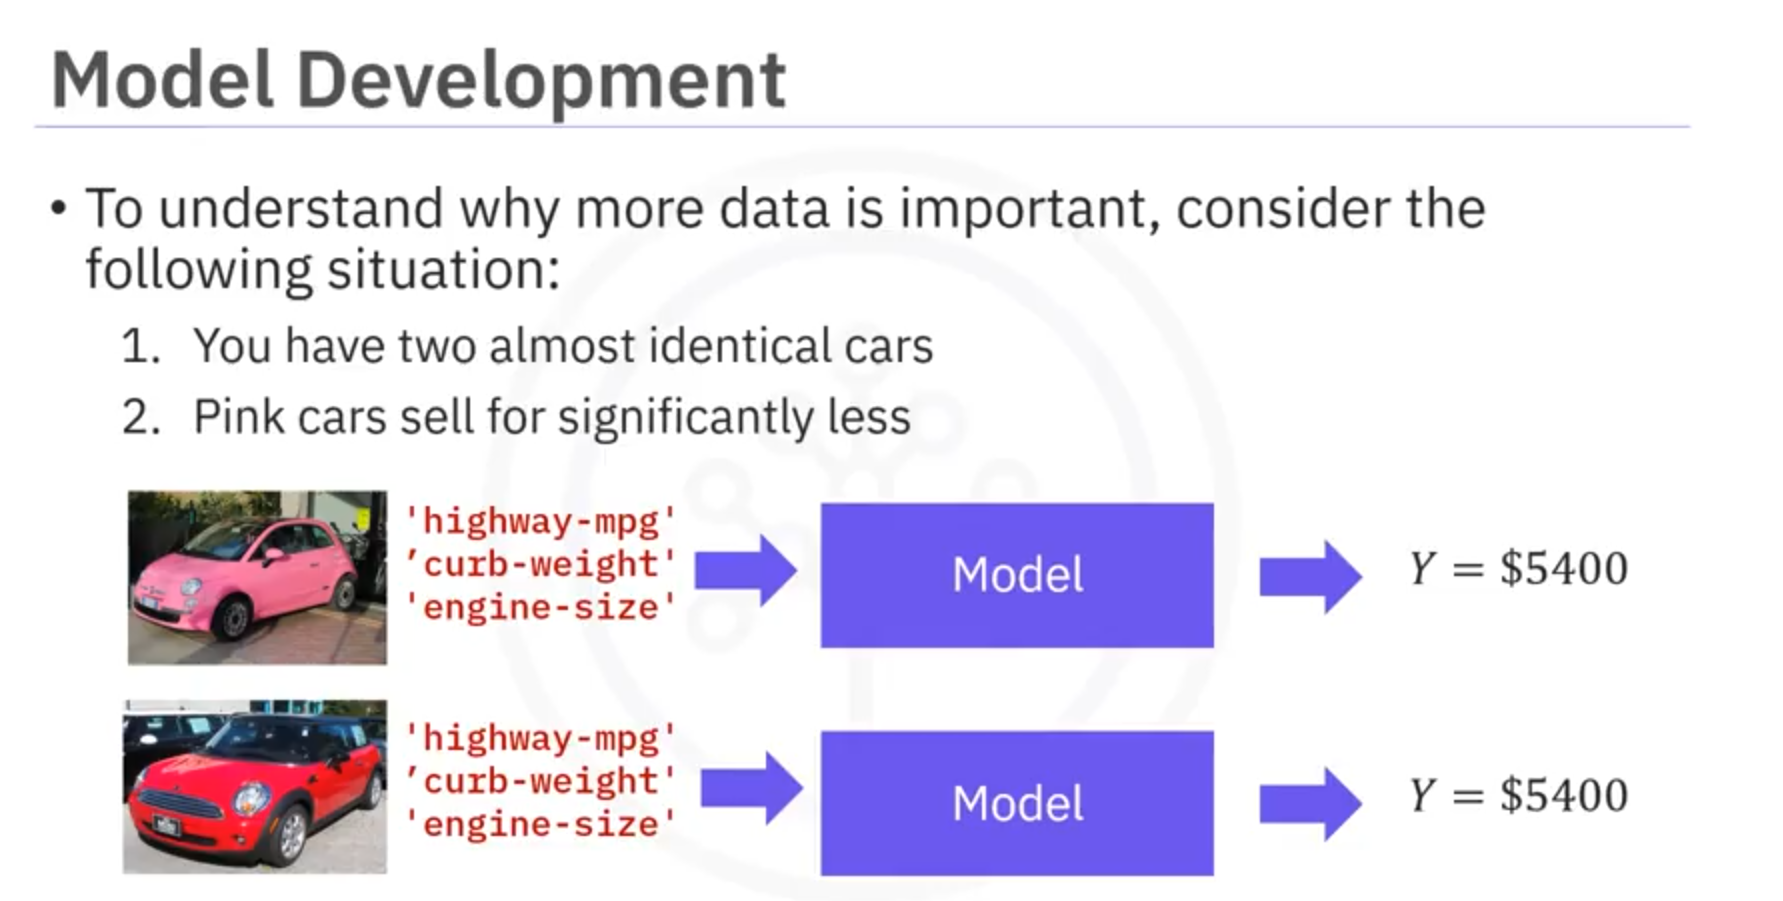 Model Development
• To understand why more data is important, consider the
following situation:
1. You have two almost identical cars
2. Pink cars sell for significantly less
'highway-mpg'
’curb-weight'
'engine-size'
Model
Y = $5400
'highway-mpg'
’curb-weight'
'engine-size'
Model
Y = $5400